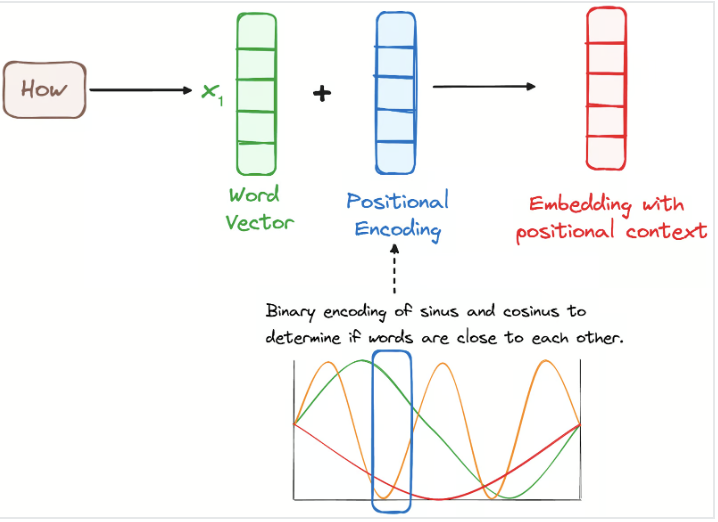 How
X₁
+
Word
Vector
Positional
Encoding
Embedding with
positional context
Binary encoding of sinus and cosinus to
determine if words are close to each other.